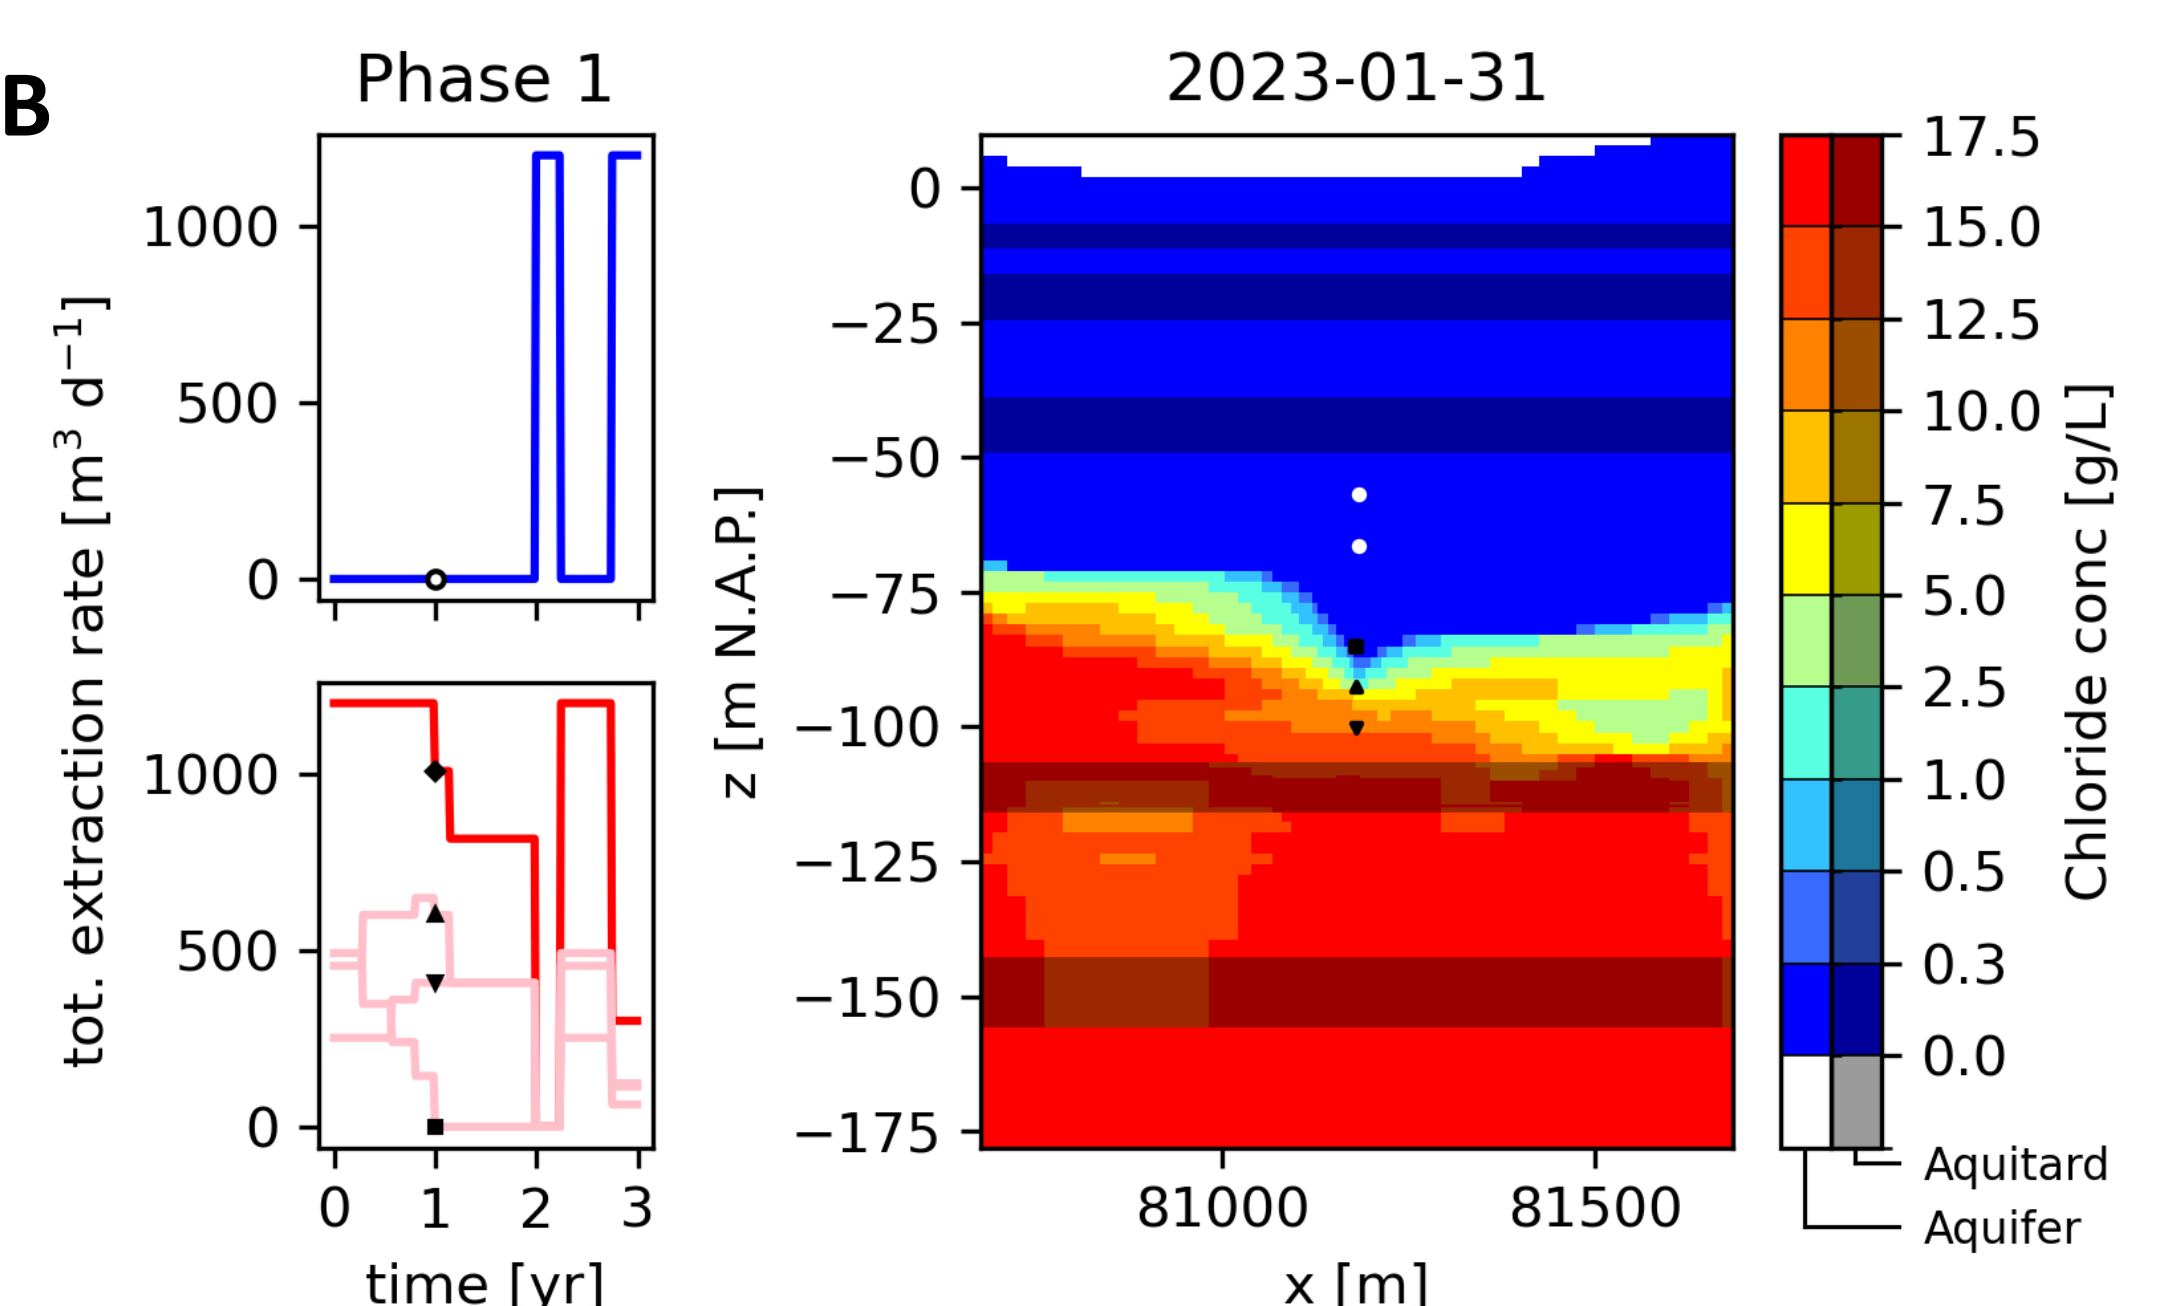 B
Phase 1
2023-01-31
tot. extraction rate [m³ d⁻¹]
1000
500
0
1000
500
0
0 1 2 3
time [yr]
z [m N.A.P.]
0
−25
−50
−75
−100
−125
−150
−175
81000 81500
x [m]
17.5
15.0
12.5
10.0
7.5
5.0
2.5
1.0
0.5
0.3
0.0
Chloride conc [g/L]
Aquitard
Aquifer